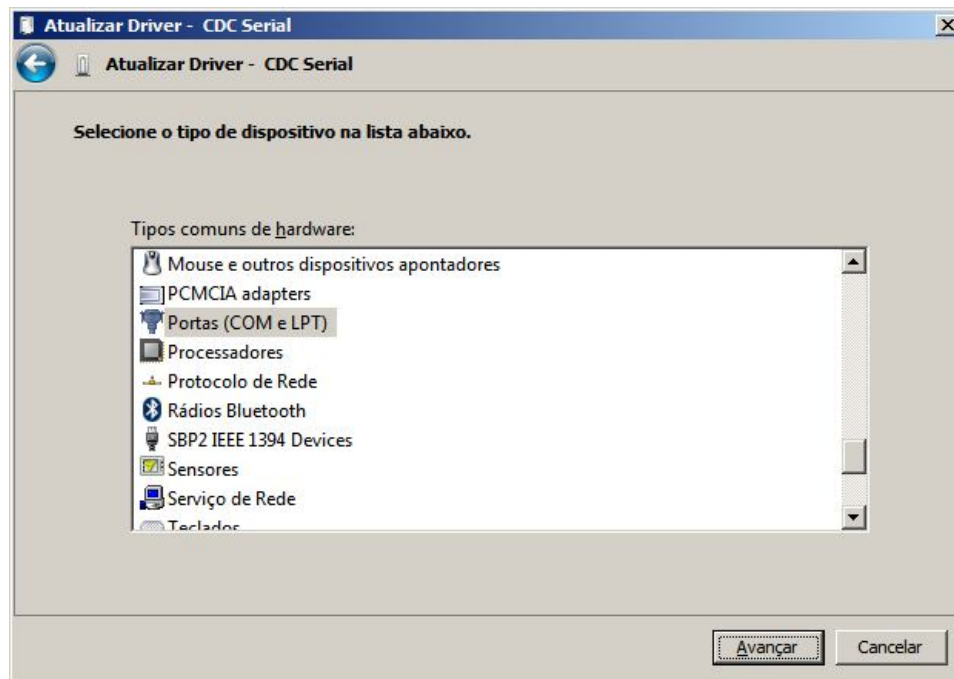 Atualizar Driver - CDC Serial
Atualizar Driver - CDC Serial
Selecione o tipo de dispositivo na lista abaixo.
Tipos comuns de hardware:
Mouse e outros dispositivos apontadores
PCMCIA adapters
Portas (COM e LPT)
Processadores
Protocolo de Rede
Rádios Bluetooth
SBP2 IEEE 1394 Devices
Sensores
Serviço de Rede
Teclados
Avançar Cancelar